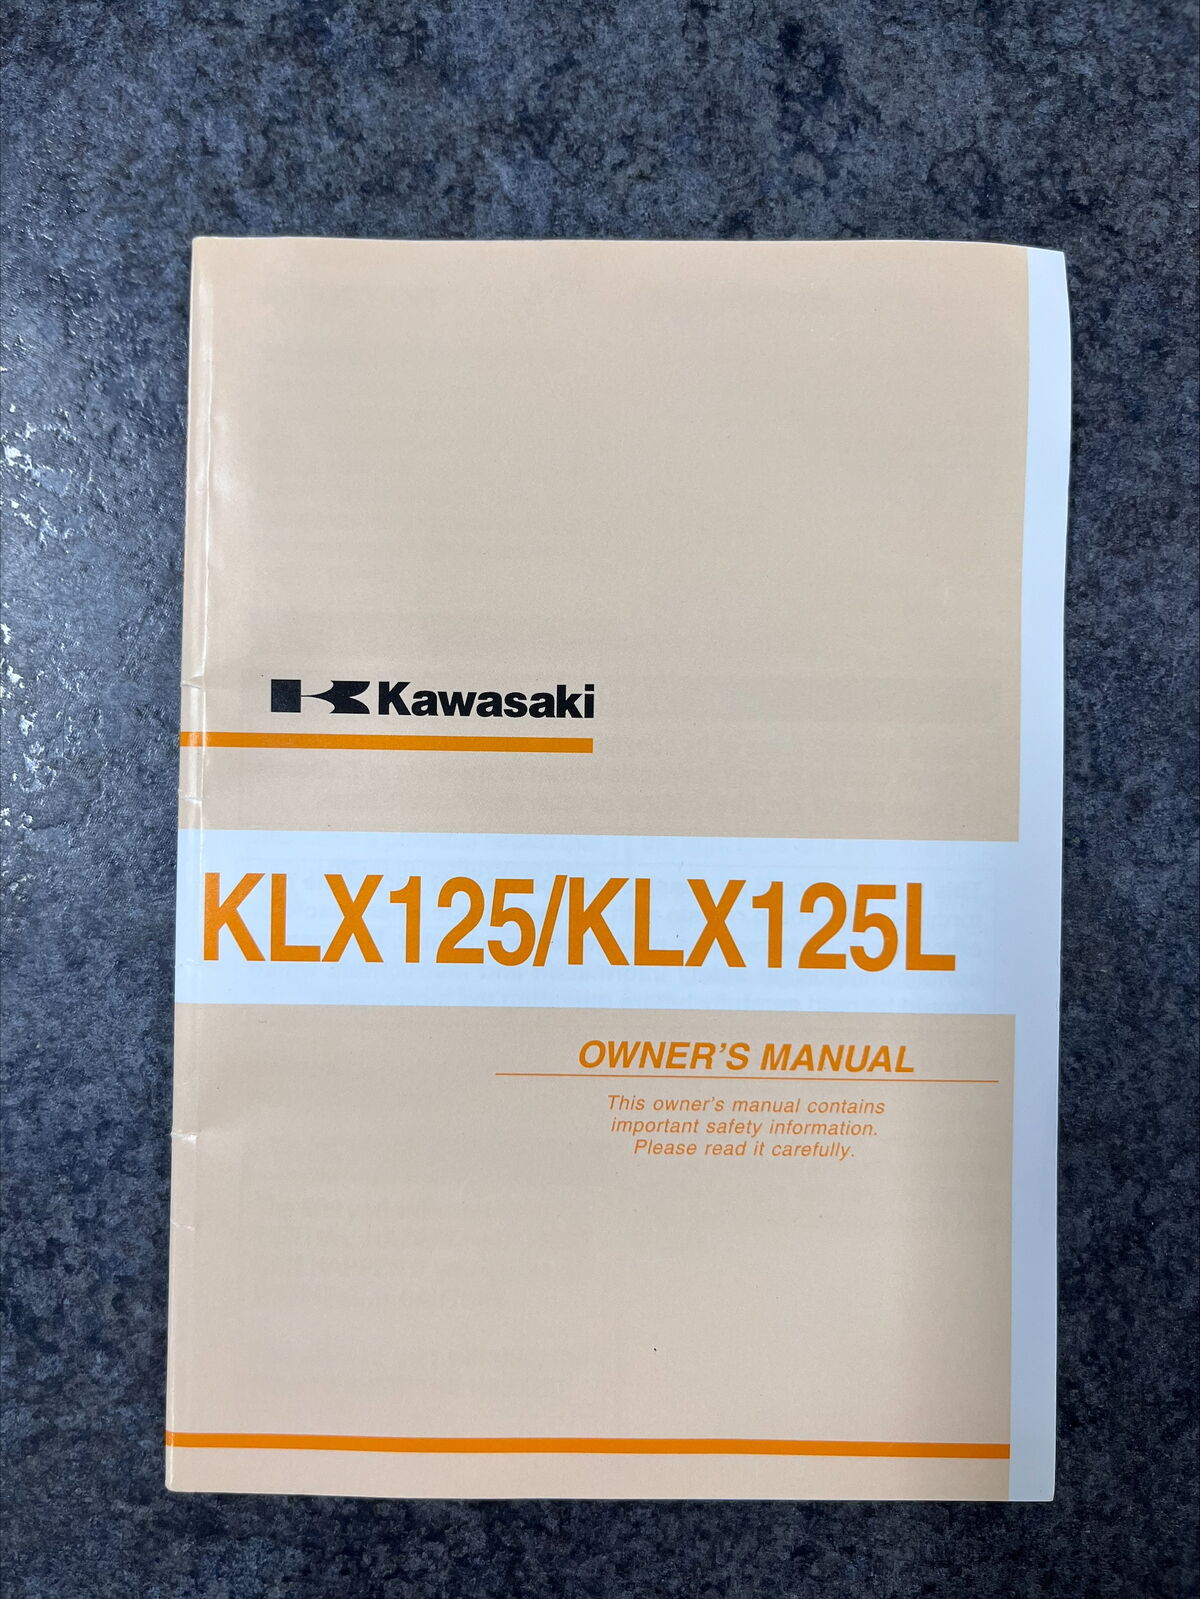 Kawasaki
KLX125/KLX125L
OWNER'S MANUAL
This owner's manual contains
important safety information.
Please read it carefully.